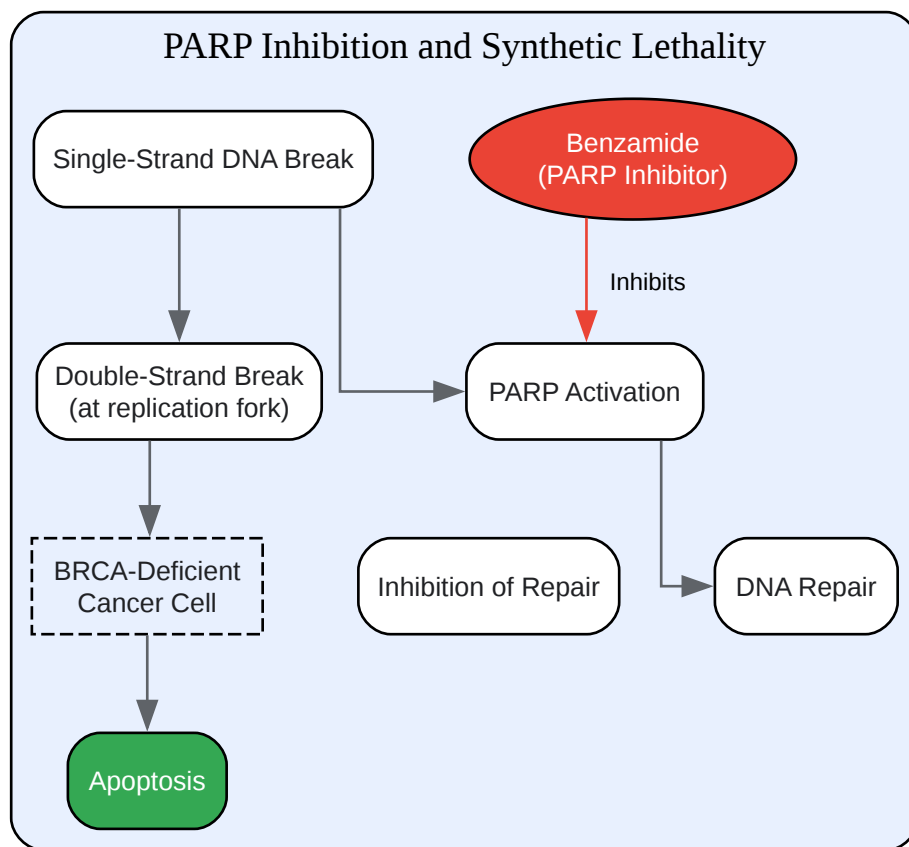 PARP Inhibition and Synthetic Lethality
Single-Strand DNA Break
Benzamide
(PARP Inhibitor)
Inhibits
Double-Strand Break
(at replication fork)
PARP Activation
BRCA-Deficient
Cancer Cell
Inhibition of Repair
DNA Repair
Apoptosis